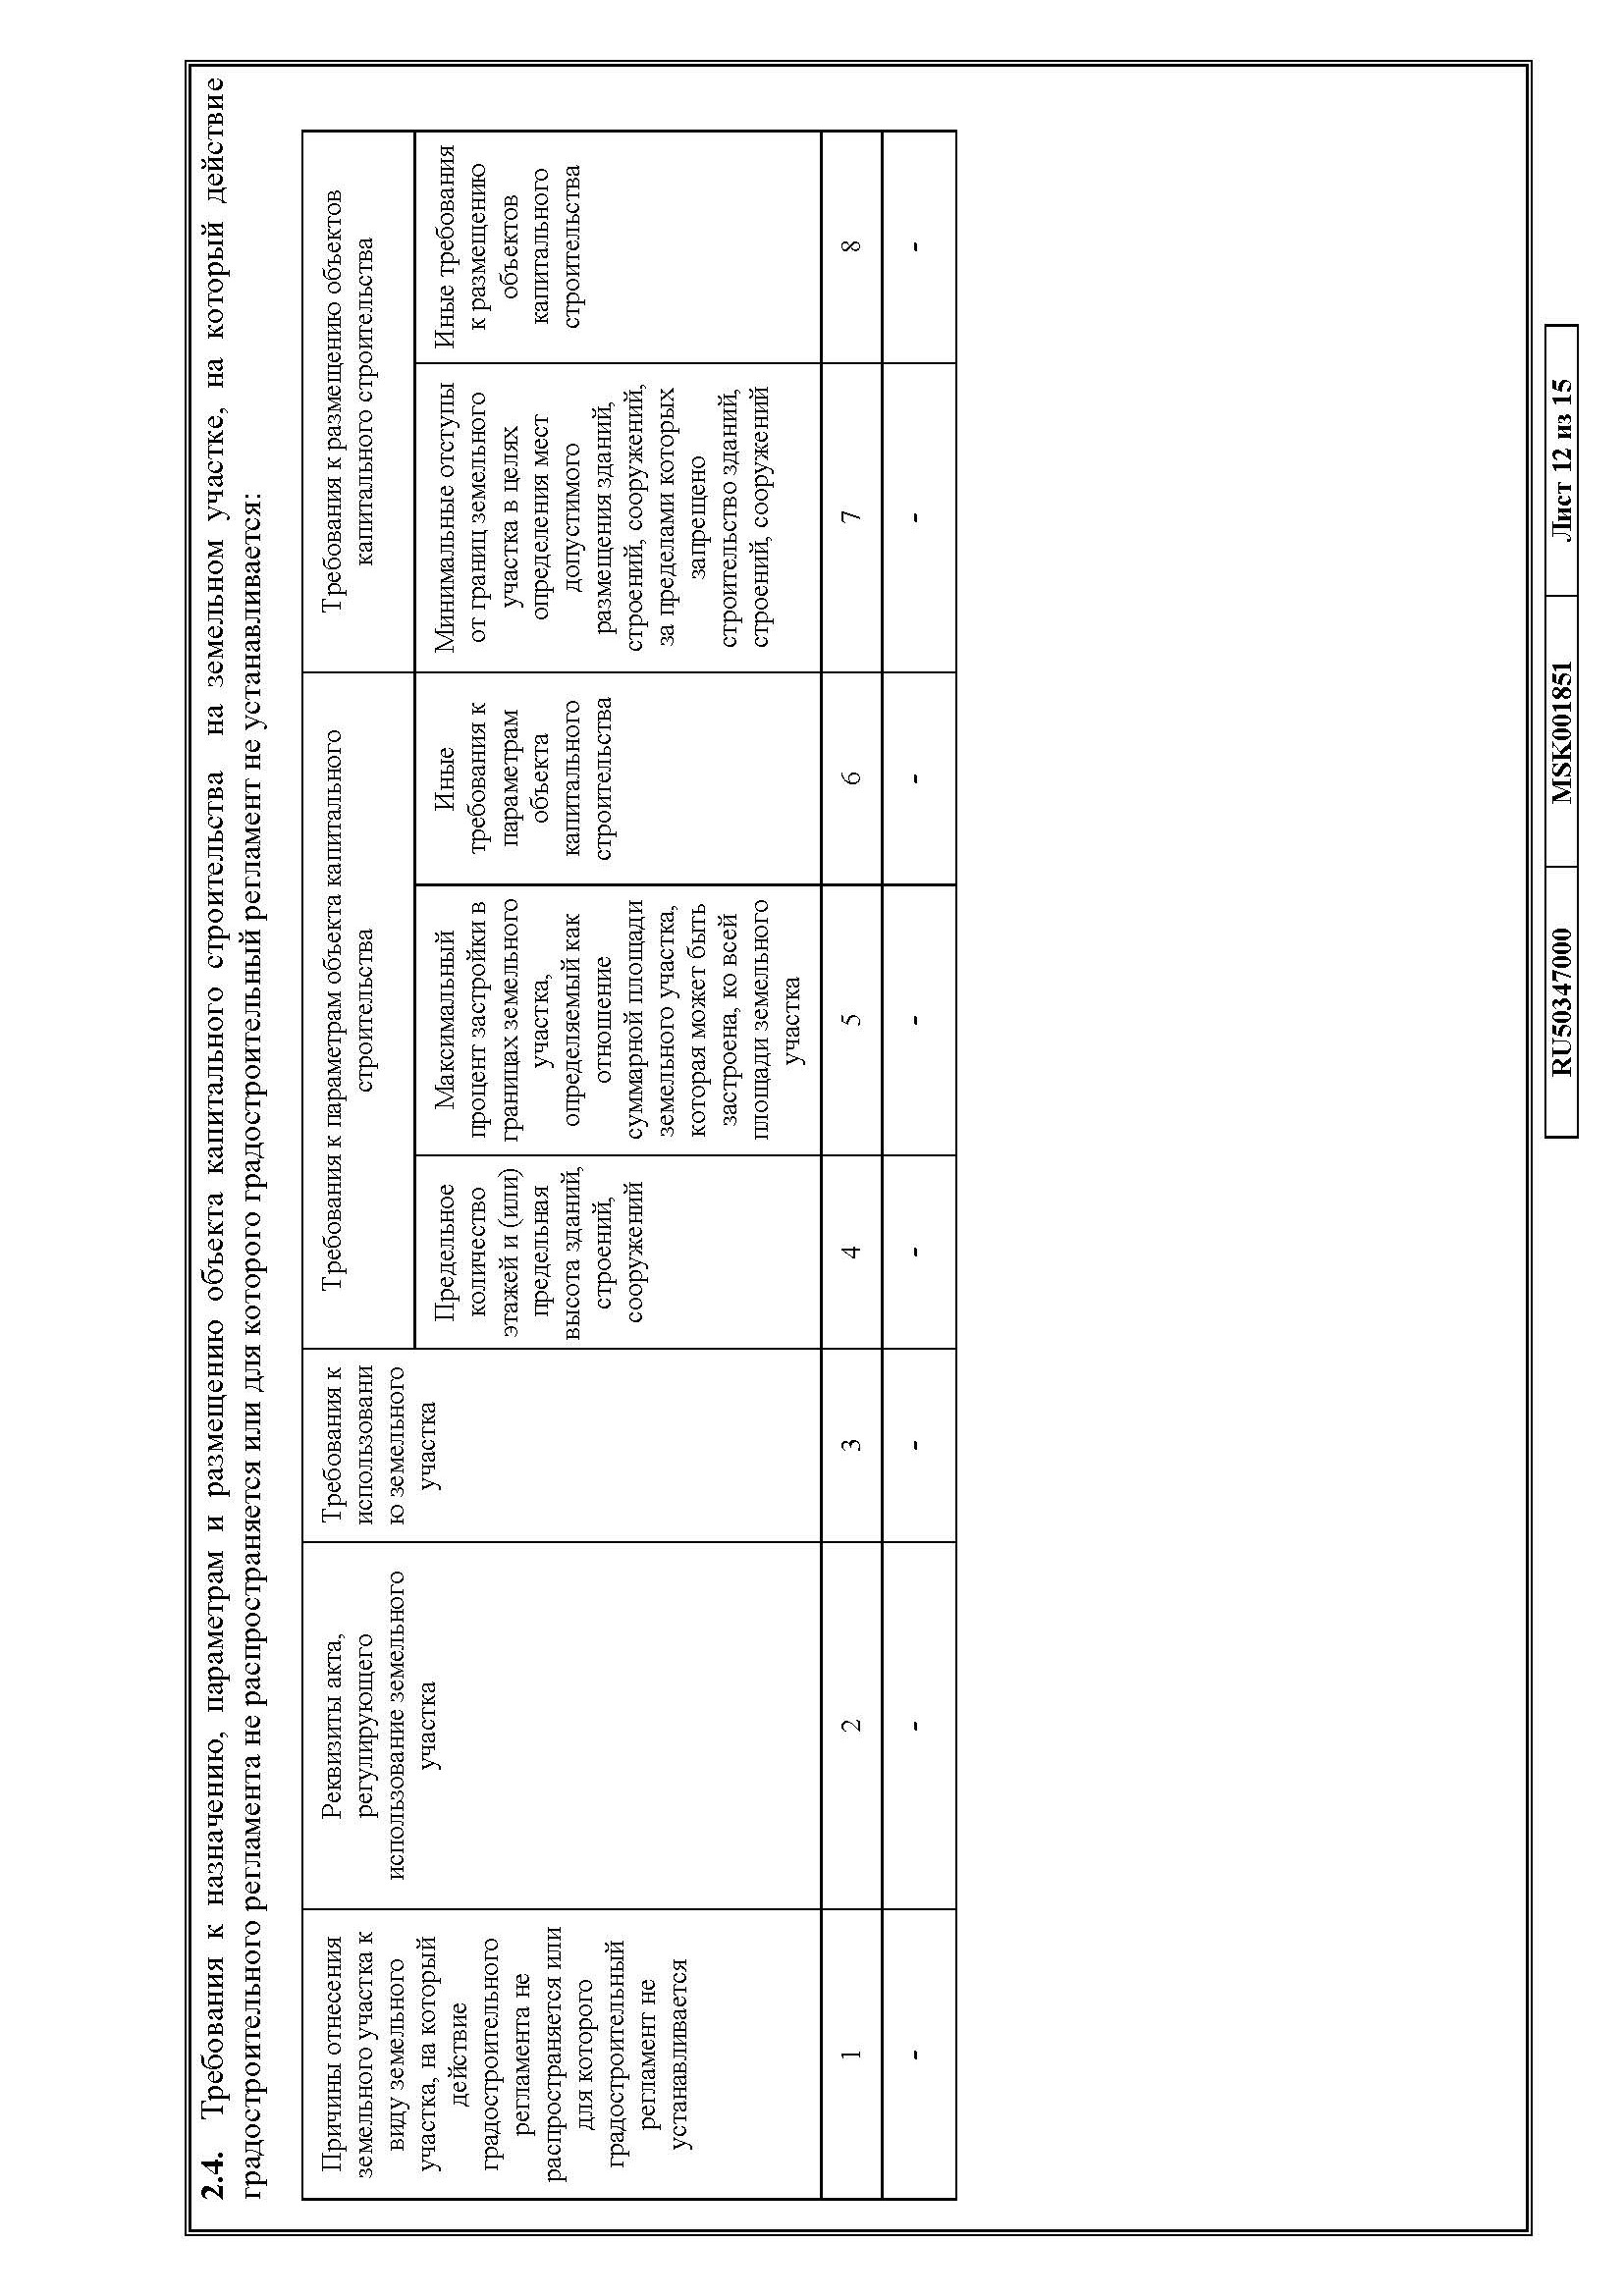 2.4. Требования к назначению, параметрам и размещению объекта капитального строительства на земельном участке, на который действие
градостроительного регламента не распространяется или для которого градостроительный регламент не устанавливается:
Причины отнесения
земельного участка к
виду земельного
участка, на который
действие
градостроительного
регламента не
распространяется или
для которого
градостроительный
регламент не
устанавливается
Реквизиты акта,
регулирующего
использование земельного
участка
Требования к
использовани
ю земельного
участка
Требования к параметрам объекта капитального
строительства
Требования к размещению объектов
капитального строительства
Предельное
количество
этажей и (или)
предельная
высота зданий,
строений,
сооружений
Максимальный
процент застройки в
границах земельного
участка,
определяемый как
отношение
суммарной площади
земельного участка,
которая может быть
застроена, ко всей
площади земельного
участка
Иные
требования к
параметрам
объекта
капитального
строительства
Минимальные отступы
от границ земельного
участка в целях
определения мест
допустимого
размещения зданий,
строений, сооружений,
за пределами которых
запрещено
строительство зданий,
строений, сооружений
Иные требования
к размещению
объектов
капитального
строительства
1 2 3 4 5 6 7 8
- - - - - - - -
RU50347000 MSK001851 Лист 12 из 15